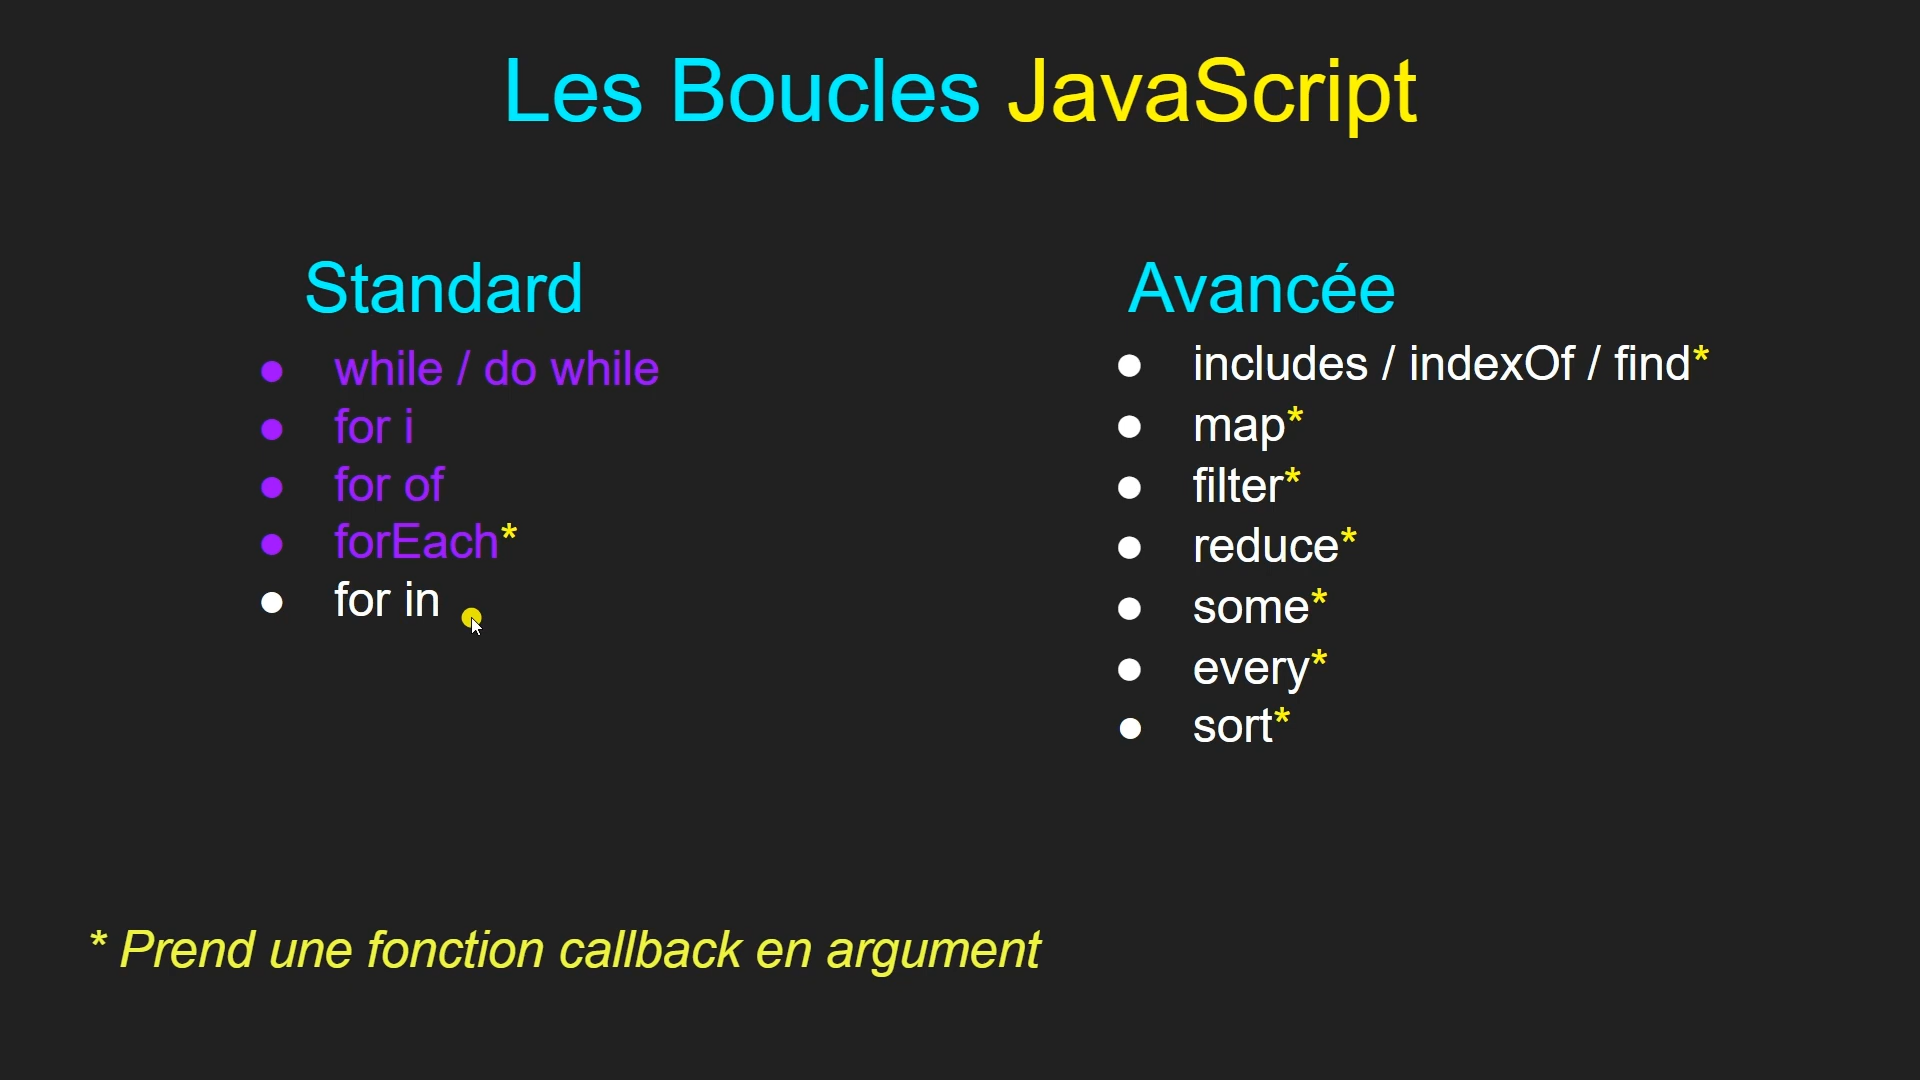 Les Boucles JavaScript
Standard
● while / do while
● for i
● for of
● forEach*
● for in
Avancée
● includes / indexOf / find*
● map*
● filter*
● reduce*
● some*
● every*
● sort*
* Prend une fonction callback en argument